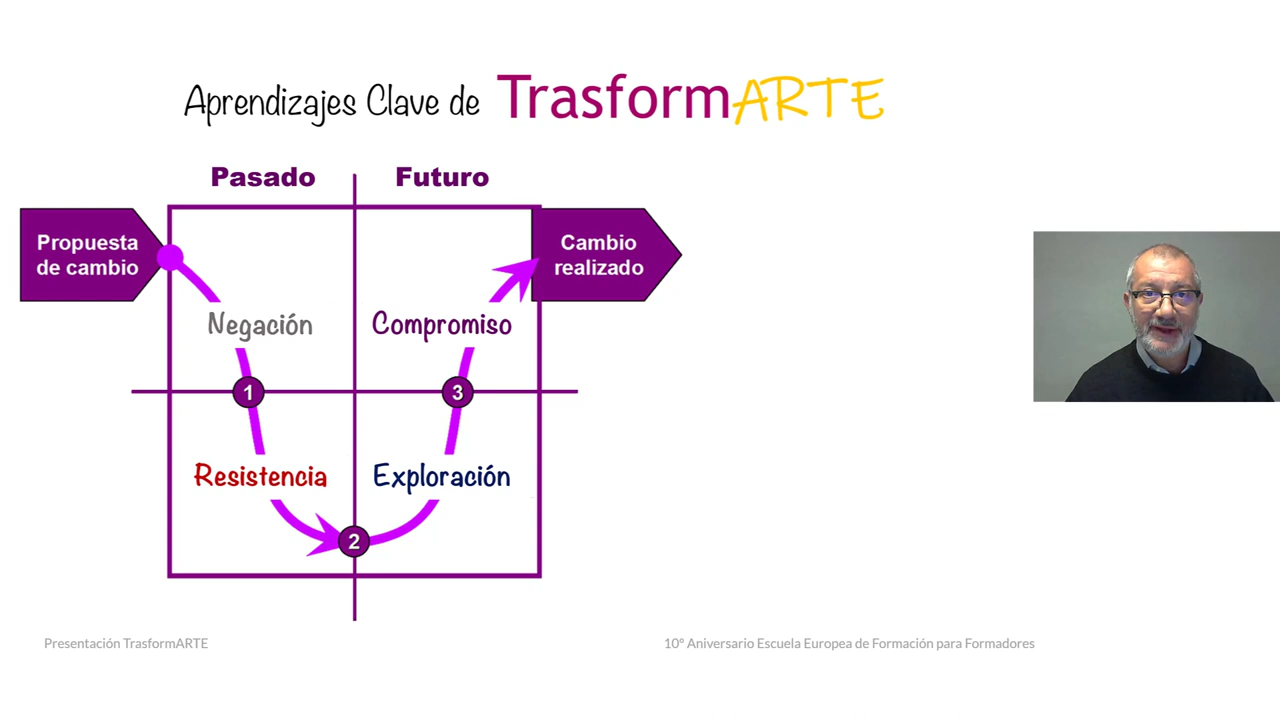 Aprendizajes Clave de TrasformARTE
Pasado
Futuro
Propuesta
de cambio
Cambio
realizado
Negación
Compromiso
1
3
Resistencia
Exploración
2
Presentación TrasformARTE
10º Aniversario Escuela Europea de Formación para Formadores